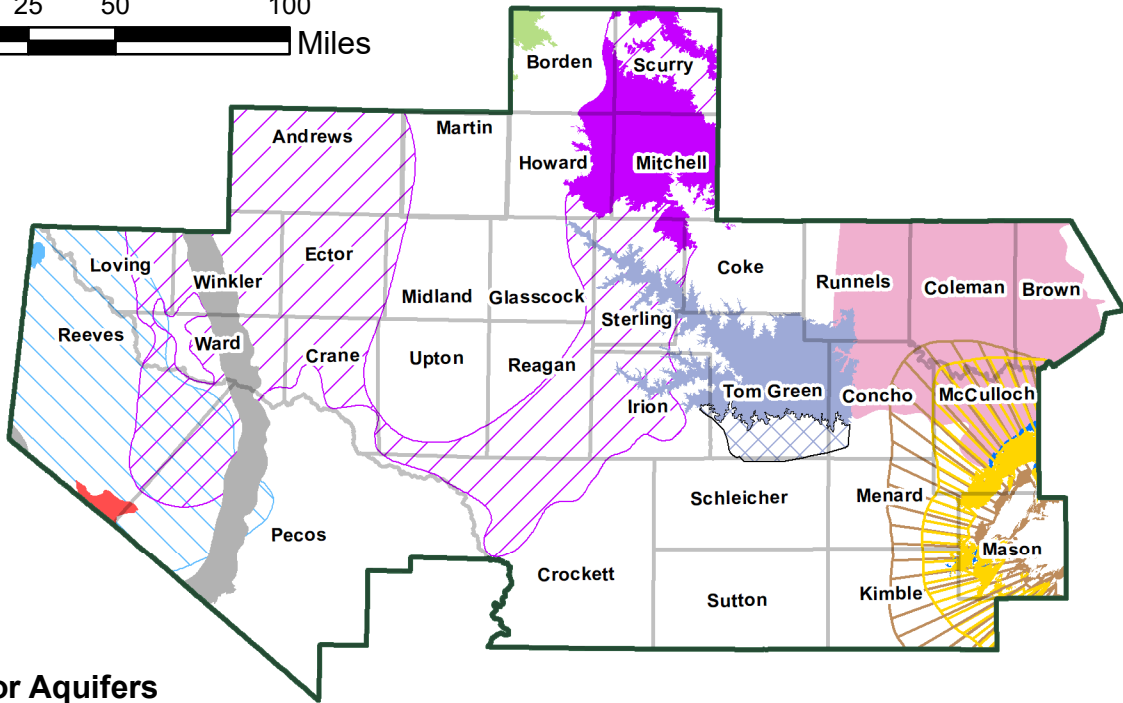 25 50 100
Miles
Borden
Scurry
Martin
Andrews
Howard
Mitchell
Ector
Loving
Winkler
Midland
Glasscock
Coke
Runnels
Coleman
Brown
Reeves
Ward
Crane
Upton
Reagan
Sterling
Irion
Tom Green
Concho
McCulloch
Schleicher
Menard
Pecos
Mason
Crockett
Sutton
Kimble
or Aquifers